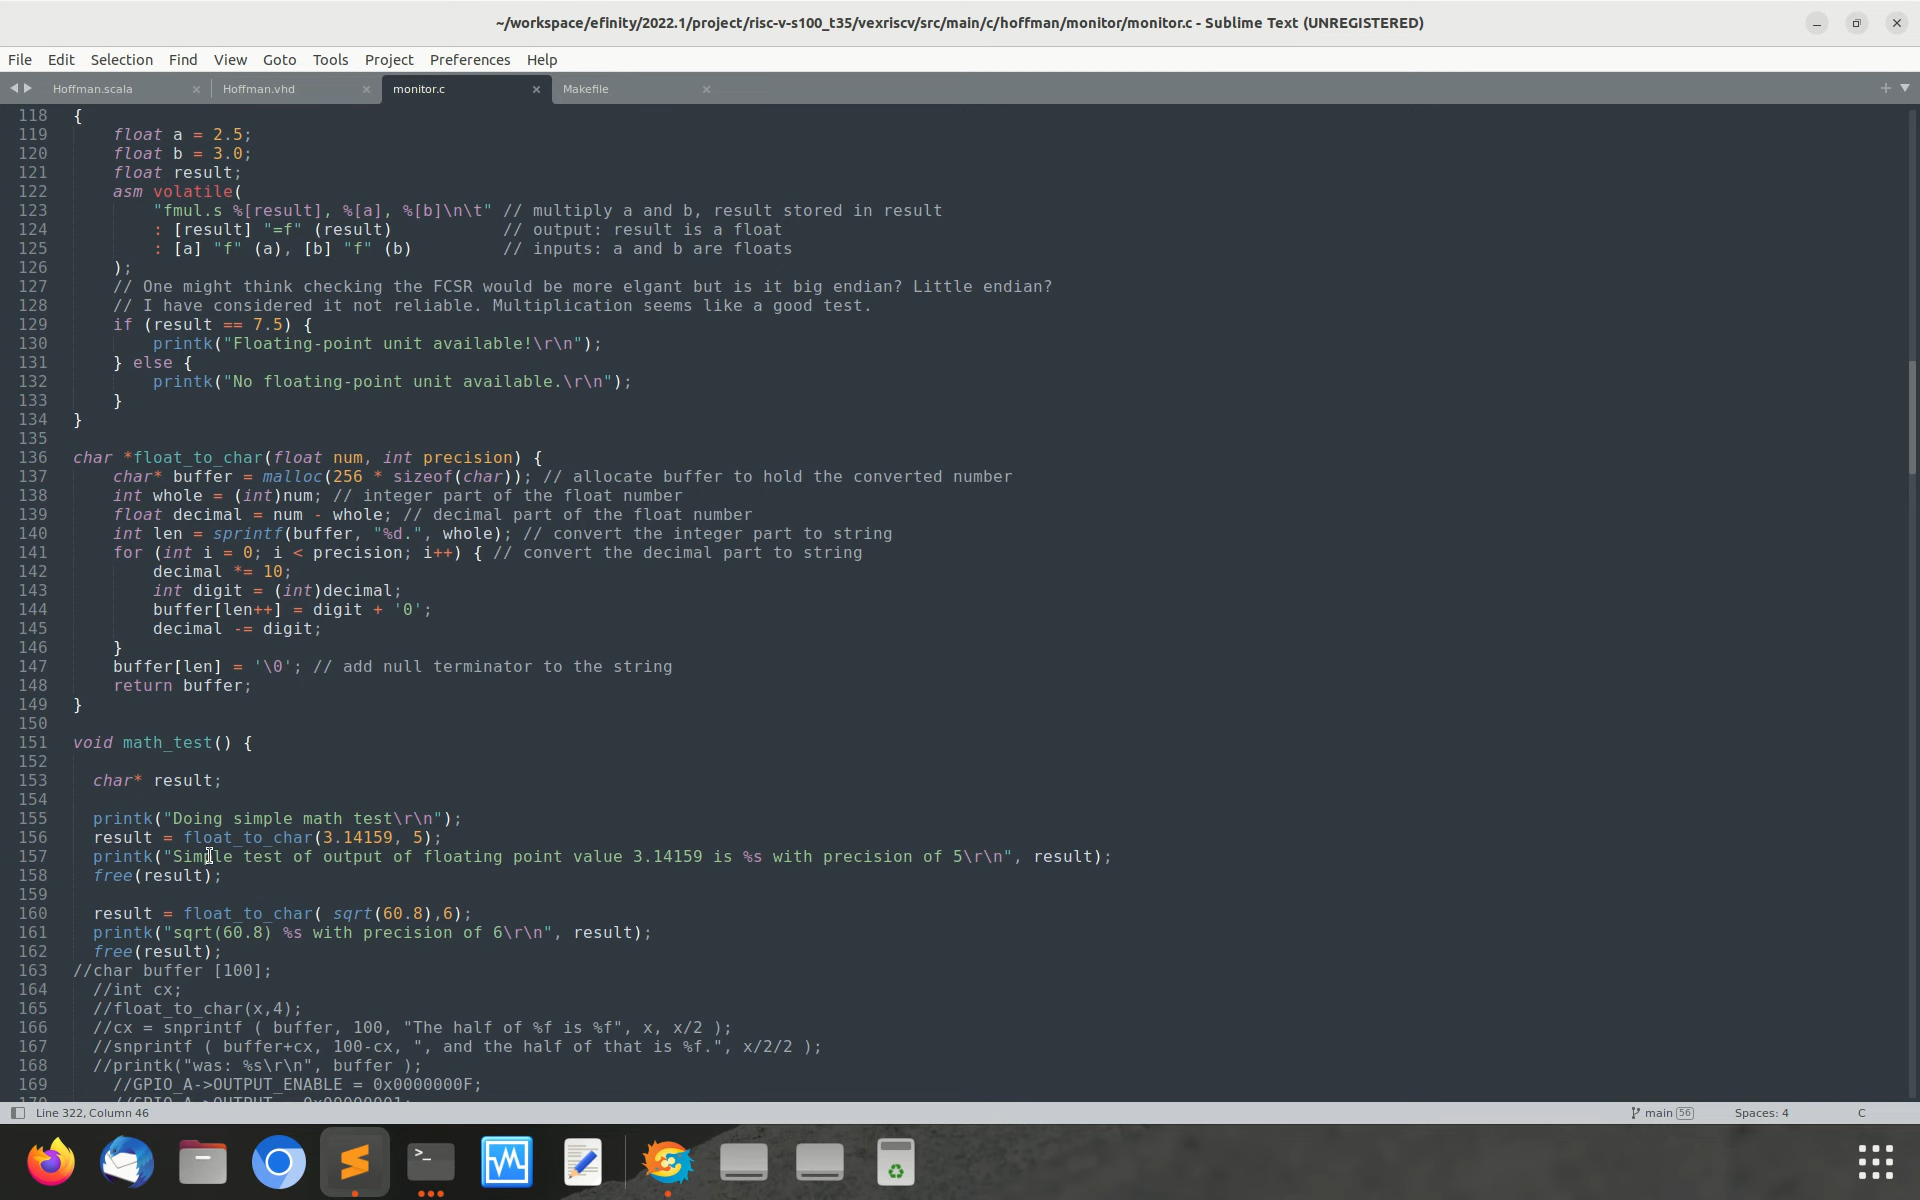 ~/workspace/efinity/2022.1/project/risc-v-s100_t35/vexriscv/src/main/c/hoffman/monitor/monitor.c - Sublime Text (UNREGISTERED)
File Edit Selection Find View Goto Tools Project Preferences Help
Hoffman.scala Hoffman.vhd monitor.c Makefile
118 {
119     float a = 2.5;
120     float b = 3.0;
121     float result;
122     asm volatile(
123         "fmul.s %[result], %[a], %[b]\n\t" // multiply a and b, result stored in result
124         : [result] "=f" (result)           // output: result is a float
125         : [a] "f" (a), [b] "f" (b)         // inputs: a and b are floats
126     );
127     // One might think checking the FCSR would be more elgant but is it big endian? Little endian?
128     // I have considered it not reliable. Multiplication seems like a good test.
129     if (result == 7.5) {
130         printk("Floating-point unit available!\r\n");
131     } else {
132         printk("No floating-point unit available.\r\n");
133     }
134 }
135
136 char *float_to_char(float num, int precision) {
137     char* buffer = malloc(256 * sizeof(char)); // allocate buffer to hold the converted number
138     int whole = (int)num; // integer part of the float number
139     float decimal = num - whole; // decimal part of the float number
140     int len = sprintf(buffer, "%d.", whole); // convert the integer part to string
141     for (int i = 0; i < precision; i++) { // convert the decimal part to string
142         decimal *= 10;
143         int digit = (int)decimal;
144         buffer[len++] = digit + '0';
145         decimal -= digit;
146     }
147     buffer[len] = '\0'; // add null terminator to the string
148     return buffer;
149 }
150
151 void math_test() {
152
153   char* result;
154
155   printk("Doing simple math test\r\n");
156   result = float_to_char(3.14159, 5);
157   printk("Simple test of output of floating point value 3.14159 is %s with precision of 5\r\n", result);
158   free(result);
159
160   result = float_to_char( sqrt(60.8),6);
161   printk("sqrt(60.8) %s with precision of 6\r\n", result);
162   free(result);
163 //char buffer [100];
164   //int cx;
165   //float_to_char(x,4);
166   //cx = snprintf ( buffer, 100, "The half of %f is %f", x, x/2 );
167   //snprintf ( buffer+cx, 100-cx, ", and the half of that is %f.", x/2/2 );
168   //printk("was: %s\r\n", buffer );
169     //GPIO_A->OUTPUT_ENABLE = 0x0000000F;
170     //GPIO_A->OUTPUT = 0x00000001;
Line 322, Column 46 main 56 Spaces: 4 C